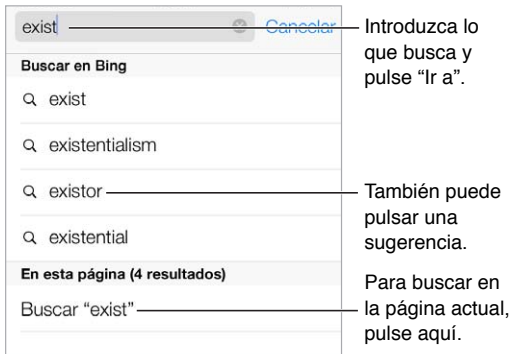 exist Cancelar
Buscar en Bing
exist
existentialism
existor
existential
En esta página (4 resultados)
Buscar “exist”
Introduzca lo
que busca y
pulse “Ir a”.
También puede
pulsar una
sugerencia.
Para buscar en
la página actual,
pulse aquí.